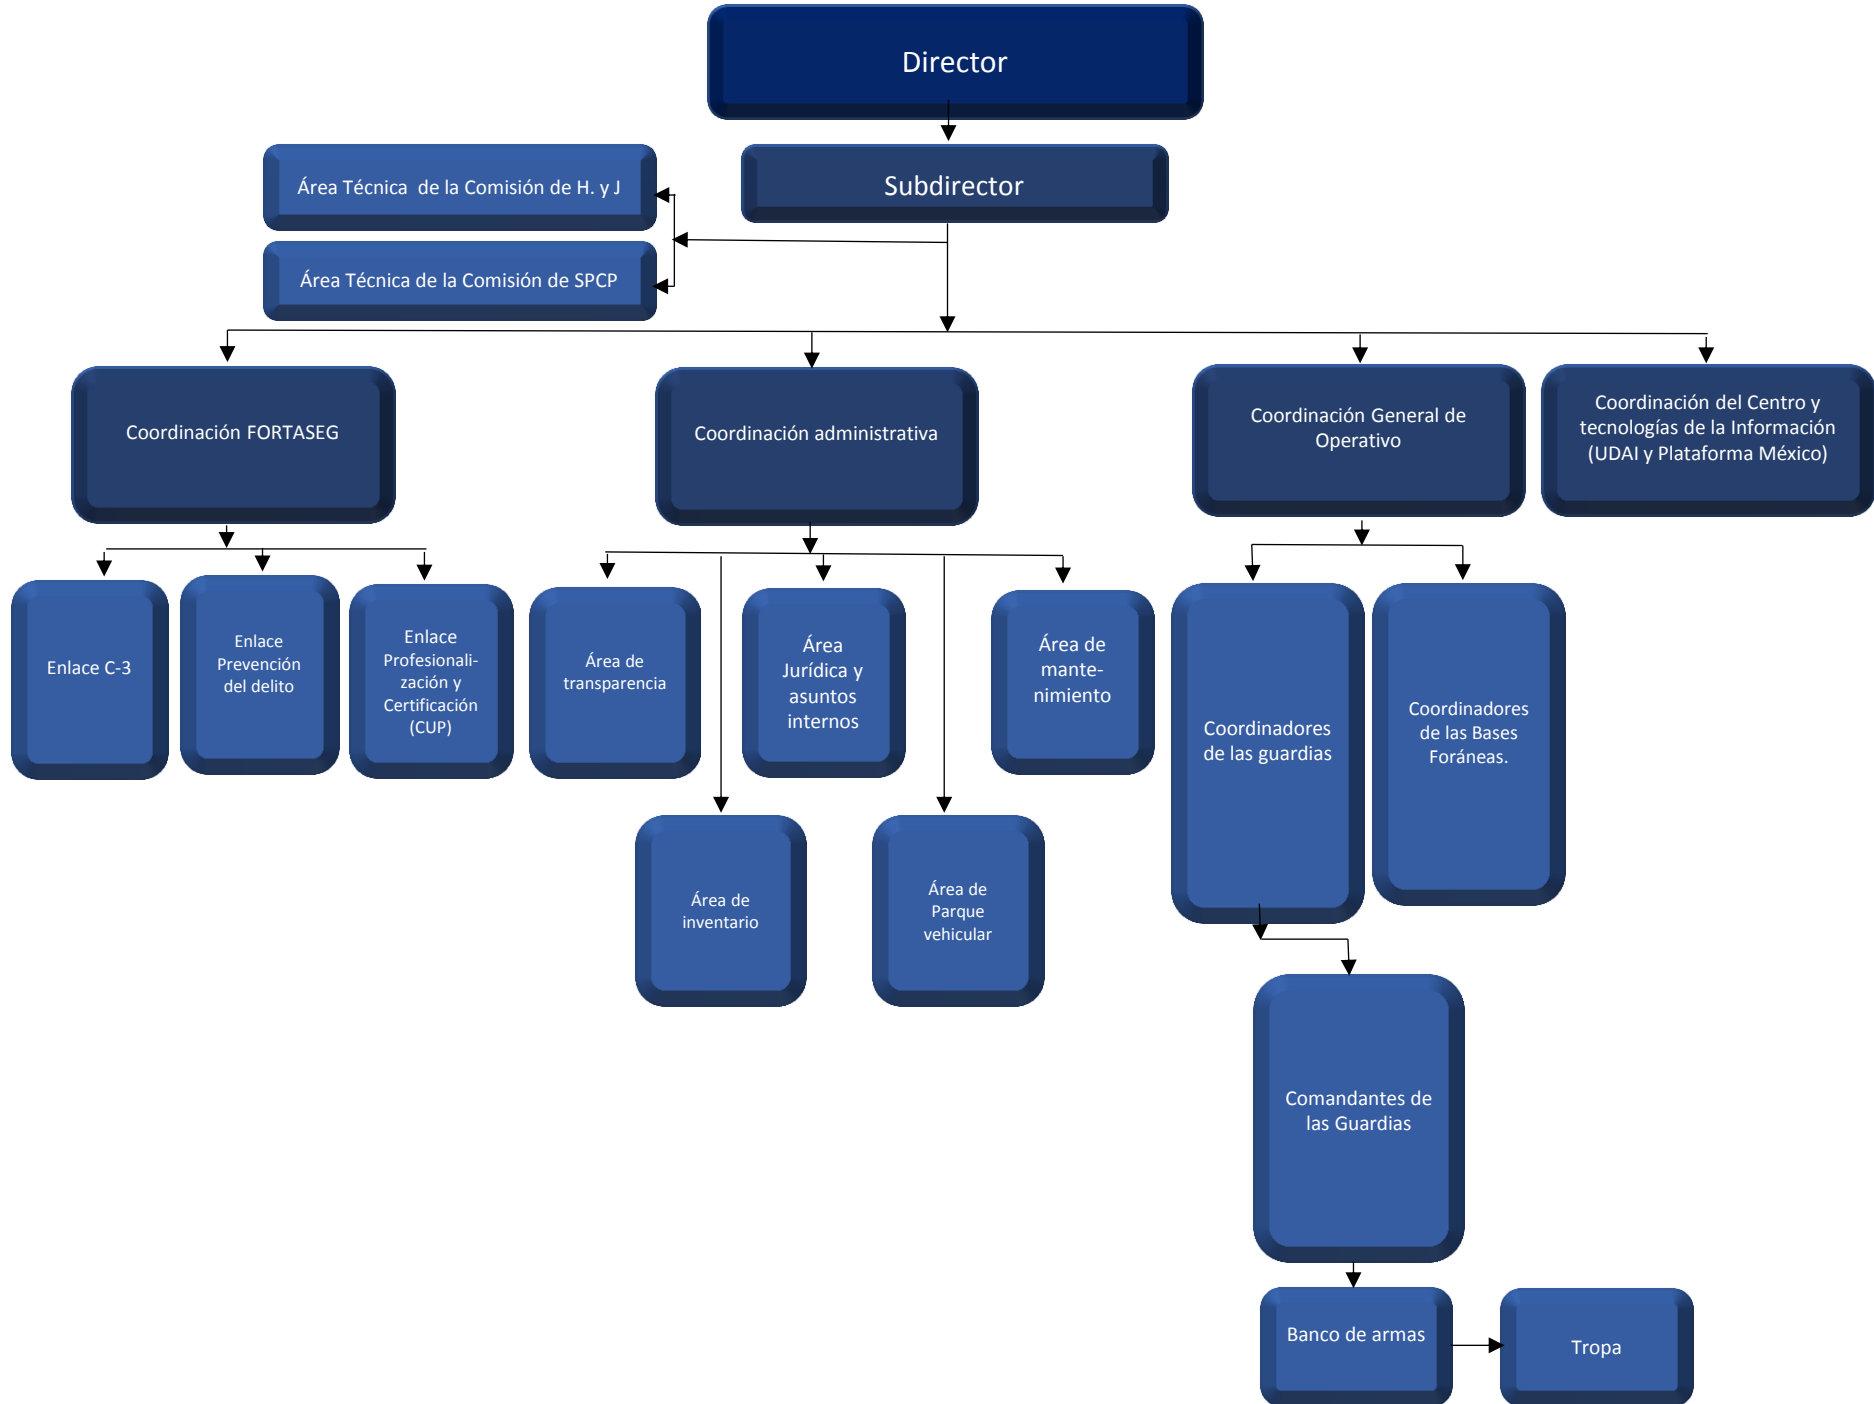 Director
Subdirector
Área Técnica  de la Comisión de H. y J
Área Técnica de la Comisión de SPCP
Coordinación FORTASEG
Coordinación administrativa
Coordinación General de
Operativo
Coordinación del Centro y
tecnologías de la Información
(UDAI y Plataforma México)
Enlace C-3
Enlace
Prevención
del delito
Enlace
Profesionali-
zación y
Certificación
(CUP)
Área de
transparencia
Área
Jurídica y
asuntos
internos
Área de
mante-
nimiento
Coordinadores
de las guardias
Coordinadores
de las Bases
Foráneas.
Área de
inventario
Área de
Parque
vehicular
Comandantes de
las Guardias
Banco de armas
Tropa